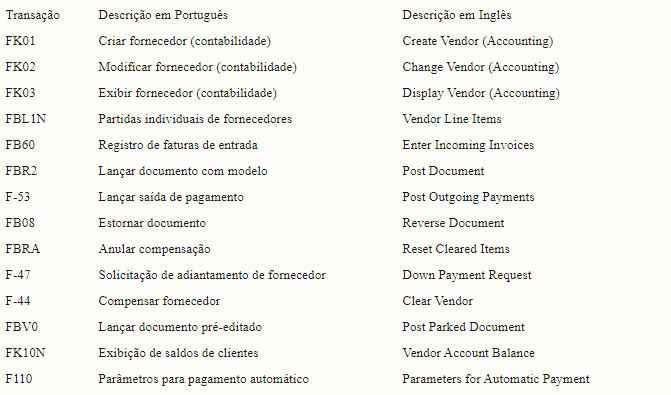 Transação Descrição em Português Descrição em Inglês
FK01 Criar fornecedor (contabilidade) Create Vendor (Accounting)
FK02 Modificar fornecedor (contabilidade) Change Vendor (Accounting)
FK03 Exibir fornecedor (contabilidade) Display Vendor (Accounting)
FBL1N Partidas individuais de fornecedores Vendor Line Items
FB60 Registro de faturas de entrada Enter Incoming Invoices
FBR2 Lançar documento com modelo Post Document
F-53 Lançar saída de pagamento Post Outgoing Payments
FB08 Estornar documento Reverse Document
FBRA Anular compensação Reset Cleared Items
F-47 Solicitação de adiantamento de fornecedor Down Payment Request
F-44 Compensar fornecedor Clear Vendor
FBV0 Lançar documento pré-editado Post Parked Document
FK10N Exibição de saldos de clientes Vendor Account Balance
F110 Parâmetros para pagamento automático Parameters for Automatic Payment